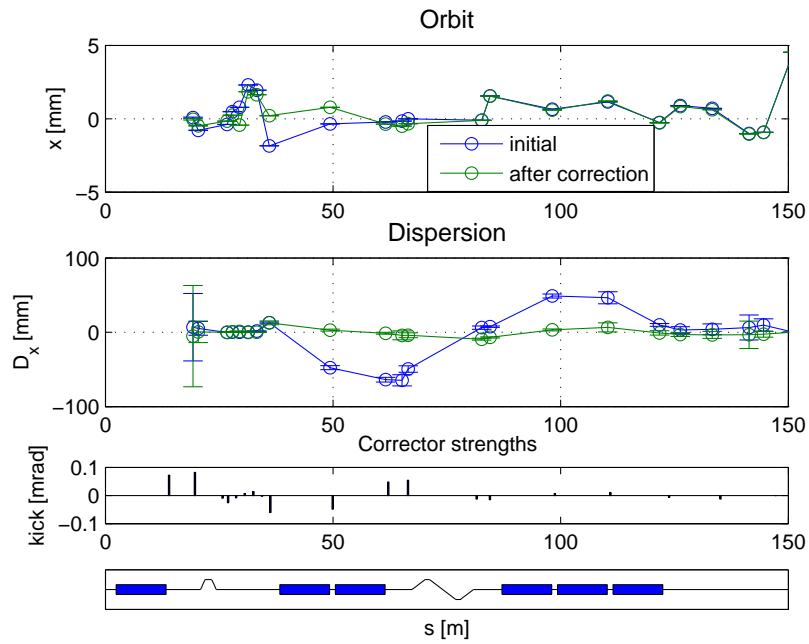 Orbit
x [mm]
5
0
−5
0
50
100
150
initial
after correction
Dispersion
D_x [mm]
100
0
−100
0
50
100
150
Corrector strengths
kick [mrad]
0.1
0
−0.1
0
50
100
150
s [m]